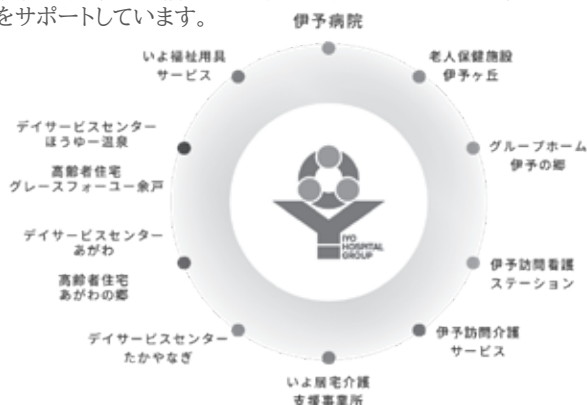 をサポートしています。
伊予病院
老人保健施設
伊予ヶ丘
グループホーム
伊予の郷
伊予訪問看護
ステーション
伊予訪問介護
サービス
いよ居宅介護
支援事業所
デイサービスセンター
たかやなぎ
高齢者住宅
あがわの郷
デイサービスセンター
あがわ
高齢者住宅
グレースフォーユー余戸
デイサービスセンター
ほうゆー温泉
いよ福祉用具
サービス
IYO
HOSPITAL
GROUP